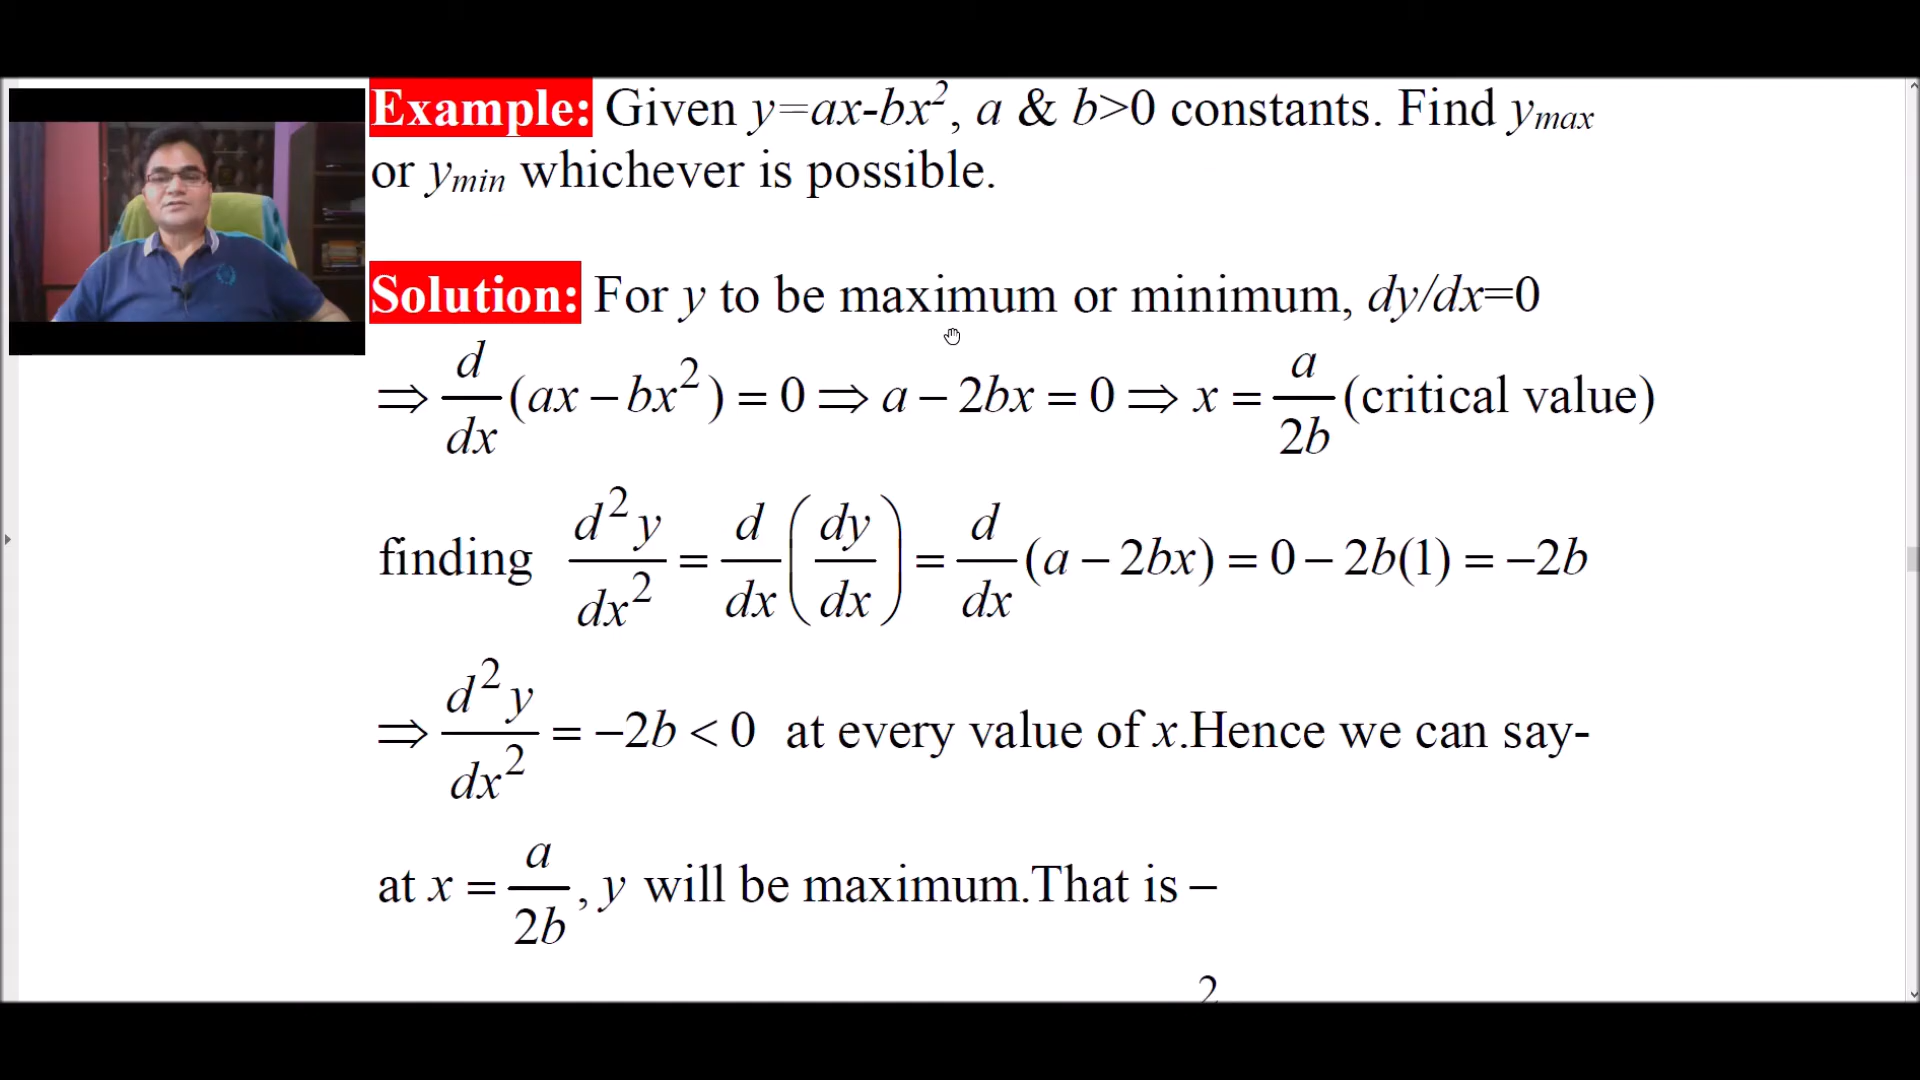 Example: Given y=ax-bx², a & b>0 constants. Find y_max
or y_min whichever is possible.
Solution: For y to be maximum or minimum, dy/dx=0
⇒ d/dx (ax − bx²) = 0 ⇒ a − 2bx = 0 ⇒ x = a/2b (critical value)
finding d²y/dx² = d/dx (dy/dx) = d/dx (a − 2bx) = 0 − 2b(1) = −2b
⇒ d²y/dx² = −2b < 0 at every value of x.Hence we can say-
at x = a/2b , y will be maximum.That is −
2